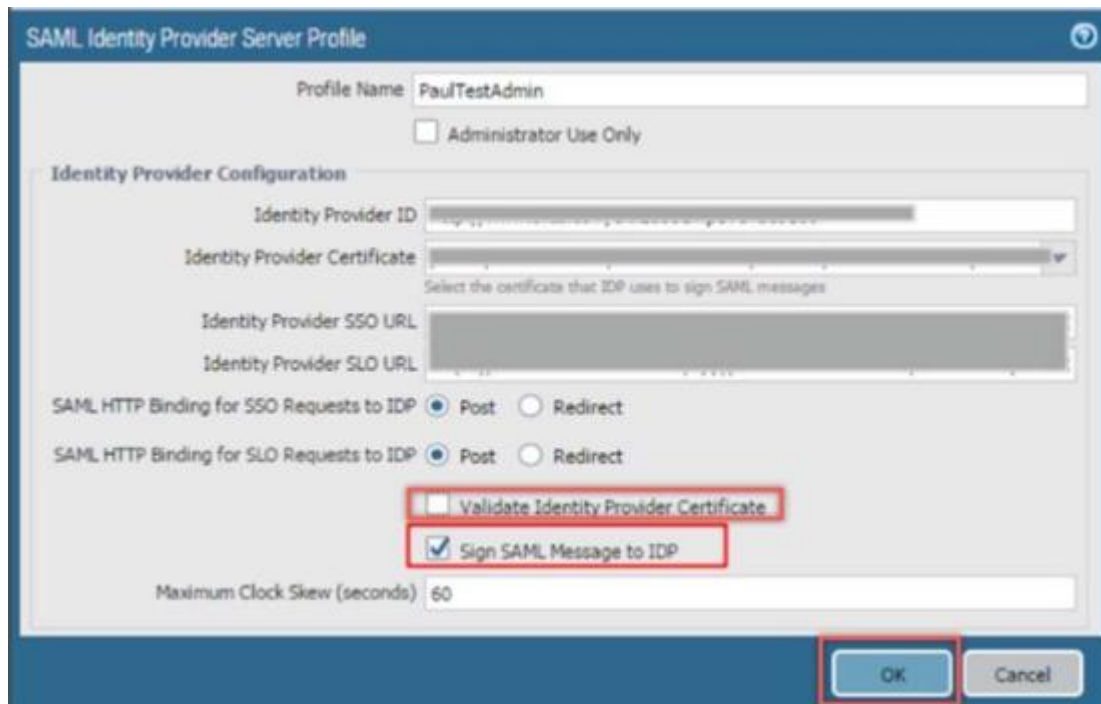 SAML Identity Provider Server Profile
Profile Name PaulTestAdmin
Administrator Use Only
Identity Provider Configuration
Identity Provider ID
Identity Provider Certificate
Select the certificate that IDP uses to sign SAML messages
Identity Provider SSO URL
Identity Provider SLO URL
SAML HTTP Binding for SSO Requests to IDP Post Redirect
SAML HTTP Binding for SLO Requests to IDP Post Redirect
Validate Identity Provider Certificate
Sign SAML Message to IDP
Maximum Clock Skew (seconds) 60
OK Cancel